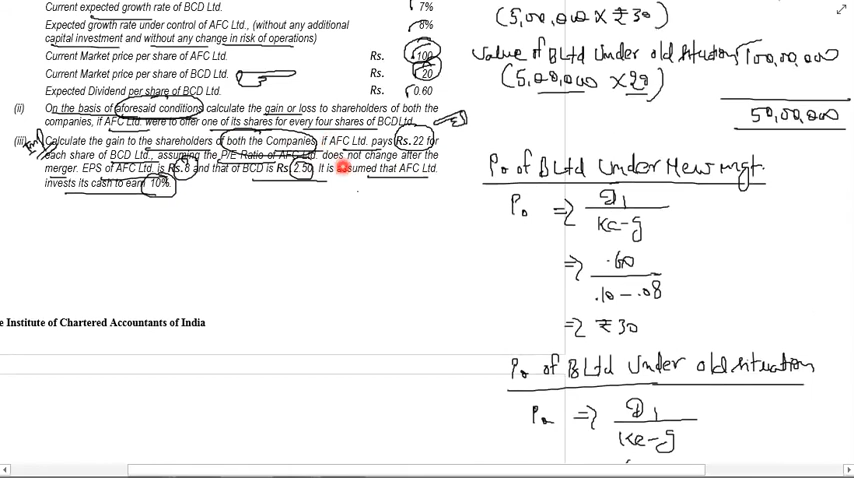 Current expected growth rate of BCD Ltd. 7%
Expected growth rate under control of AFC Ltd., (without any additional 8%
capital investment and without any change in risk of operations)
Current Market price per share of AFC Ltd. Rs. 100
Current Market price per share of BCD Ltd. Rs. 20
Expected Dividend per share of BCD Ltd. Rs. 0.60
(ii) On the basis of aforesaid conditions calculate the gain or loss to shareholders of both the
companies, if AFC Ltd. were to offer one of its shares for every four shares of BCD Ltd.
(iii) Calculate the gain to the shareholders of both the Companies, if AFC Ltd. pays Rs. 22 for
each share of BCD Ltd., assuming the P/E Ratio of AFC Ltd. does not change after the
merger. EPS of AFC Ltd. is Rs. 8 and that of BCD is Rs. 2.50. It is assumed that AFC Ltd.
invests its cash to earn 10%.
e Institute of Chartered Accountants of India
(5,00,000 × ₹30)
Value of B Ltd Under old situation 100,00,000
(5,00,000 × 20)
50,00,000
P₀ of B Ltd Under New mgt.
P₀ => D₁
Ke-g
=> .60
.10 - .08
=> ₹30
P₀ of B Ltd Under old situation
P₀ => D₁
Ke-g